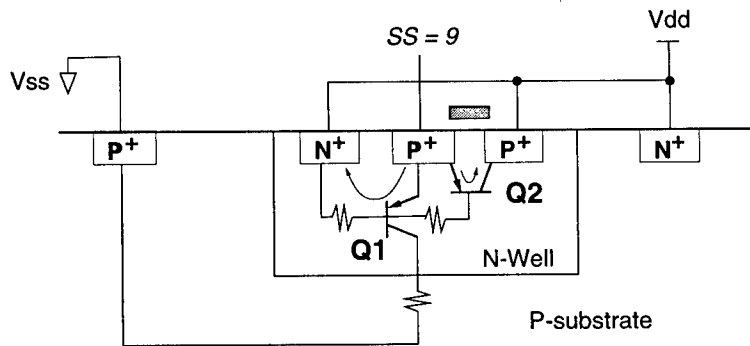 Vdd
SS = 9
Vss
P+
N+
P+
P+
N+
Q2
Q1
N-Well
P-substrate